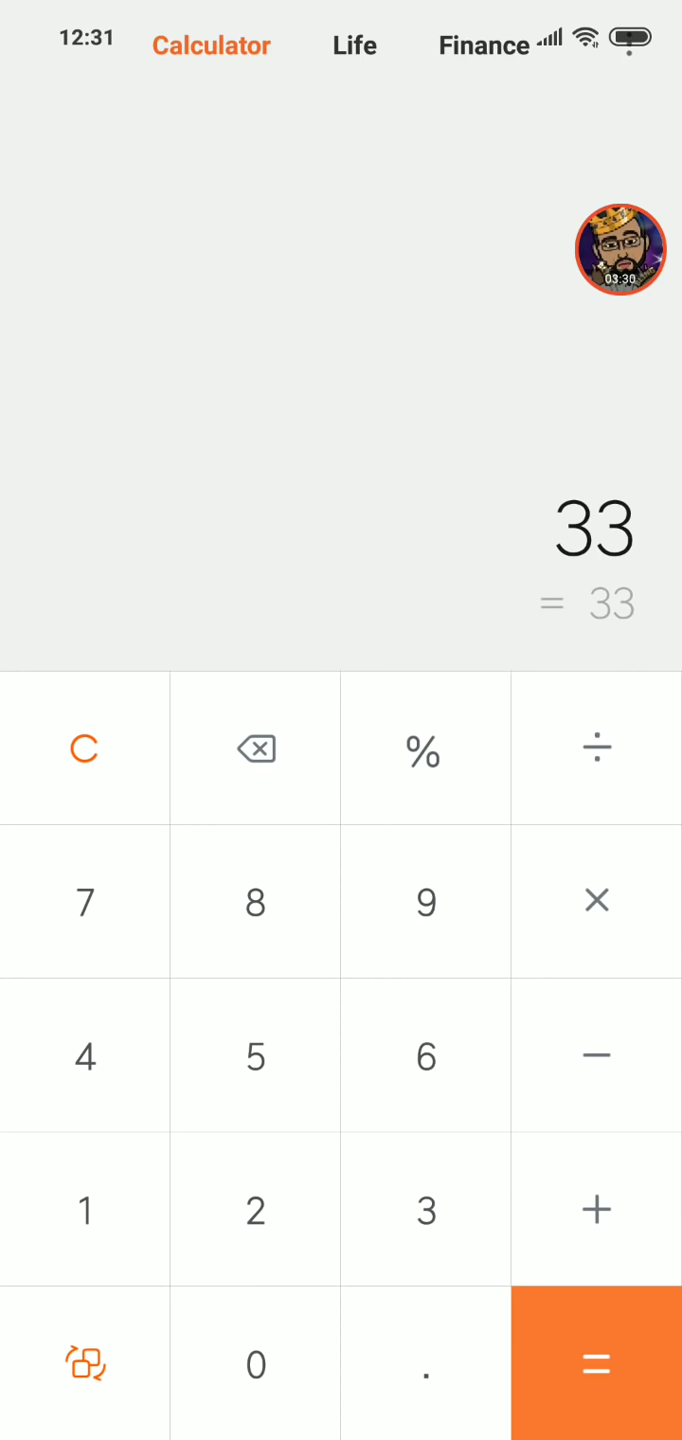 12:31 Calculator Life Finance
03:30
33
= 33
C % ÷
7 8 9 ×
4 5 6 −
1 2 3 +
0 . =